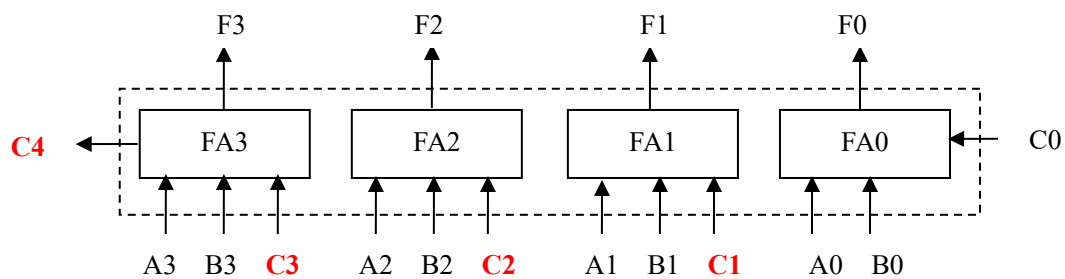 F3 F2 F1 F0
C4 FA3 FA2 FA1 FA0 C0
A3 B3 C3 A2 B2 C2 A1 B1 C1 A0 B0